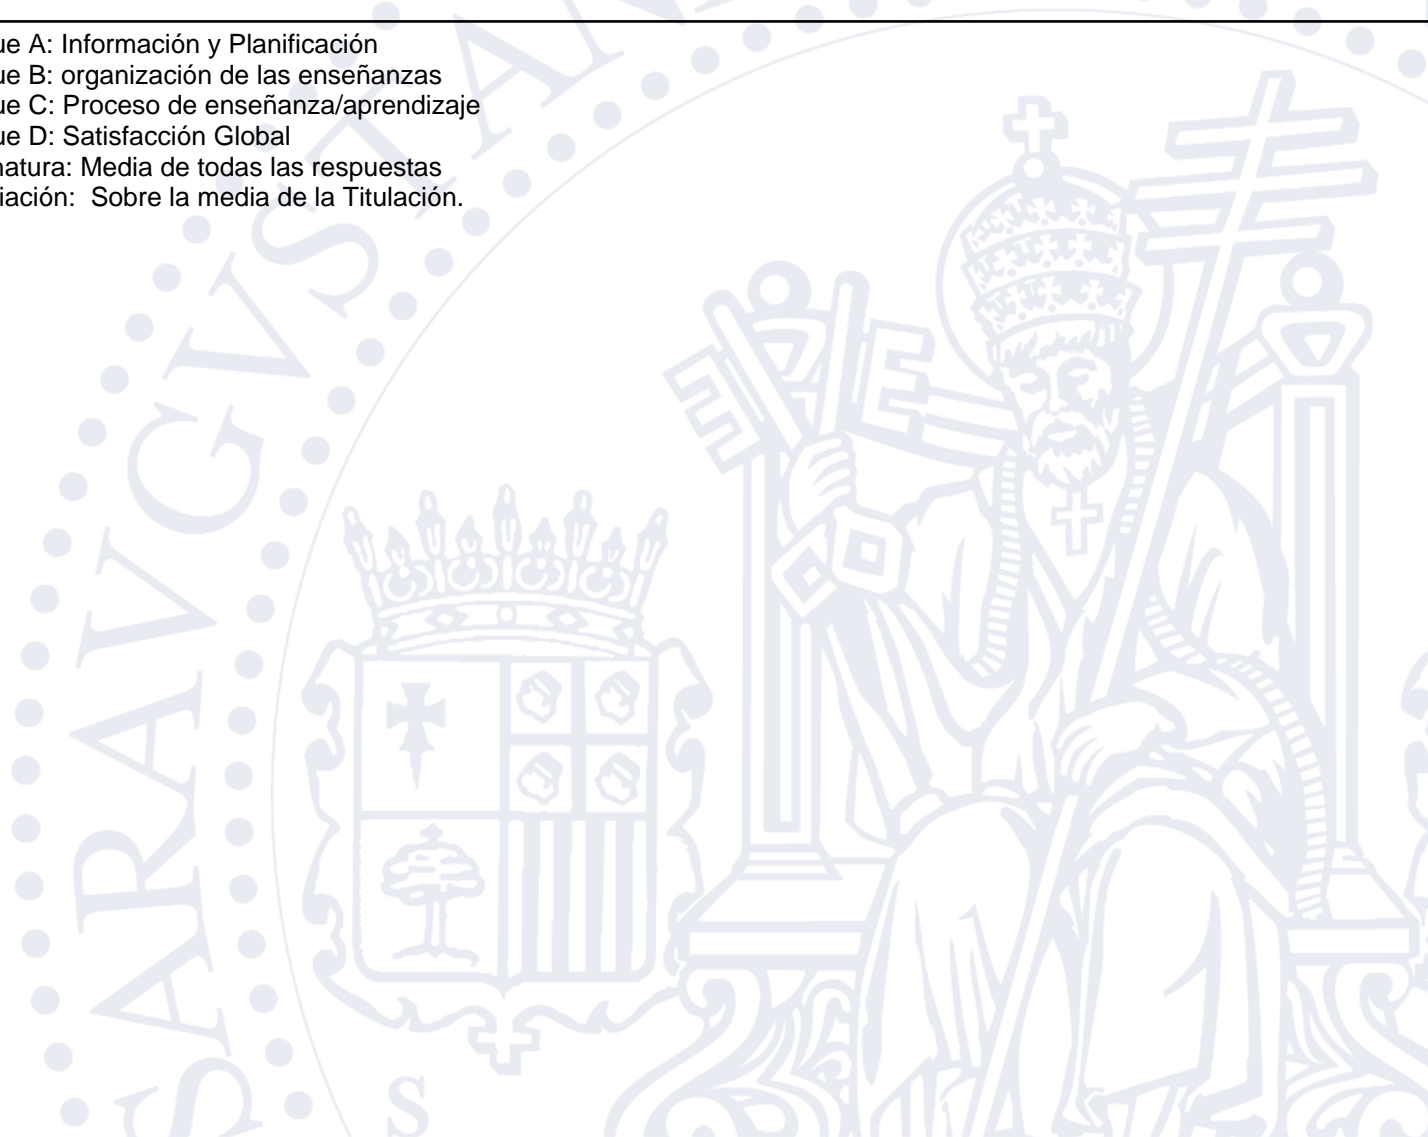 ue A: Información y Planificación
ue B: organización de las enseñanzas
ue C: Proceso de enseñanza/aprendizaje
ue D: Satisfacción Global
natura: Media de todas las respuestas
iación:  Sobre la media de la Titulación.
SARAVGVSTAN
S